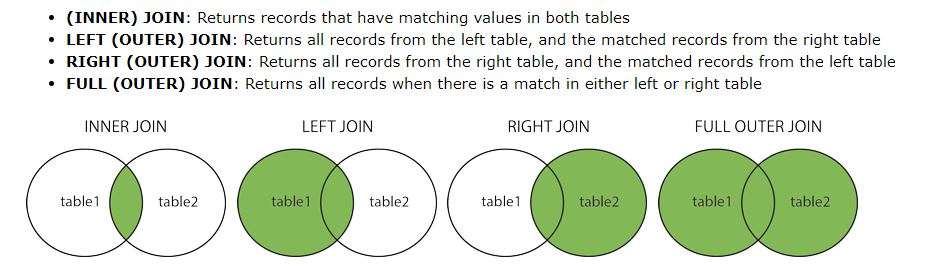 (INNER) JOIN: Returns records that have matching values in both tables
LEFT (OUTER) JOIN: Returns all records from the left table, and the matched records from the right table
RIGHT (OUTER) JOIN: Returns all records from the right table, and the matched records from the left table
FULL (OUTER) JOIN: Returns all records when there is a match in either left or right table
INNER JOIN
LEFT JOIN
RIGHT JOIN
FULL OUTER JOIN
table1
table2
table1
table2
table1
table2
table1
table2